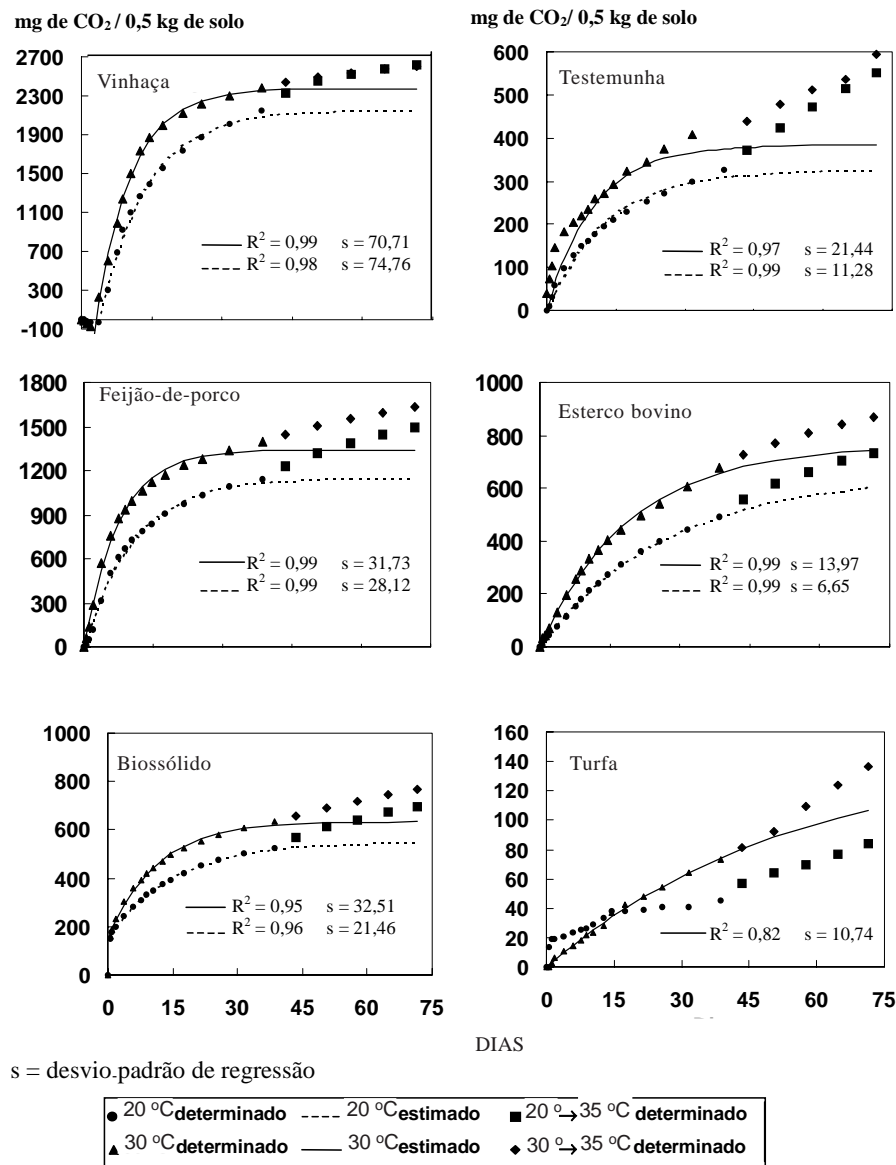 mg de CO₂ / 0,5 kg de solo
mg de CO₂/ 0,5 kg de solo
Vinhaça
2700
2300
1900
1500
1100
700
300
-100
R² = 0,99 s = 70,71
R² = 0,98 s = 74,76
Testemunha
600
500
400
300
200
100
0
R² = 0,97 s = 21,44
R² = 0,99 s = 11,28
Feijão-de-porco
1800
1500
1200
900
600
300
0
R² = 0,99 s = 31,73
R² = 0,99 s = 28,12
Esterco bovino
1000
800
600
400
200
0
R² = 0,99 s = 13,97
R² = 0,99 s = 6,65
Biossólido
1000
800
600
400
200
0
R² = 0,95 s = 32,51
R² = 0,96 s = 21,46
0 15 30 45 60 75
Turfa
160
140
120
100
80
60
40
20
0
R² = 0,82 s = 10,74
0 15 30 45 60 75
DIAS
s = desvio.padrão de regressão
20 °C determinado 20 °C estimado 20 °→35 °C determinado
30 °C determinado 30 °C estimado 30 °→35 °C determinado